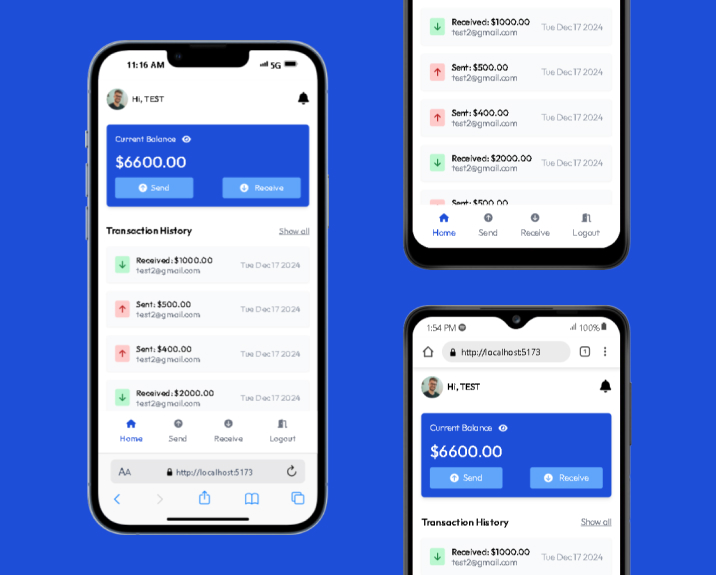 11:16 AM 5G
Hi, TEST
Current Balance
$6600.00
Send Receive
Transaction History Show all
Received: $1000.00
test2@gmail.com
Tue Dec 17 2024
Sent: $500.00
test2@gmail.com
Tue Dec 17 2024
Sent: $400.00
test2@gmail.com
Tue Dec 17 2024
Received: $2000.00
test2@gmail.com
Tue Dec 17 2024
Home Send Receive Logout
AA http://localhost:5173
Received: $1000.00
test2@gmail.com
Tue Dec 17 2024
Sent: $500.00
test2@gmail.com
Tue Dec 17 2024
Sent: $400.00
test2@gmail.com
Tue Dec 17 2024
Received: $2000.00
test2@gmail.com
Tue Dec 17 2024
Sent: $500.00
Home Send Receive Logout
1:54 PM 100%
http://localhost:5173 1
Hi, TEST
Current Balance
$6600.00
Send Receive
Transaction History Show all
Received: $1000.00
test2@gmail.com
Tue Dec 17 2024